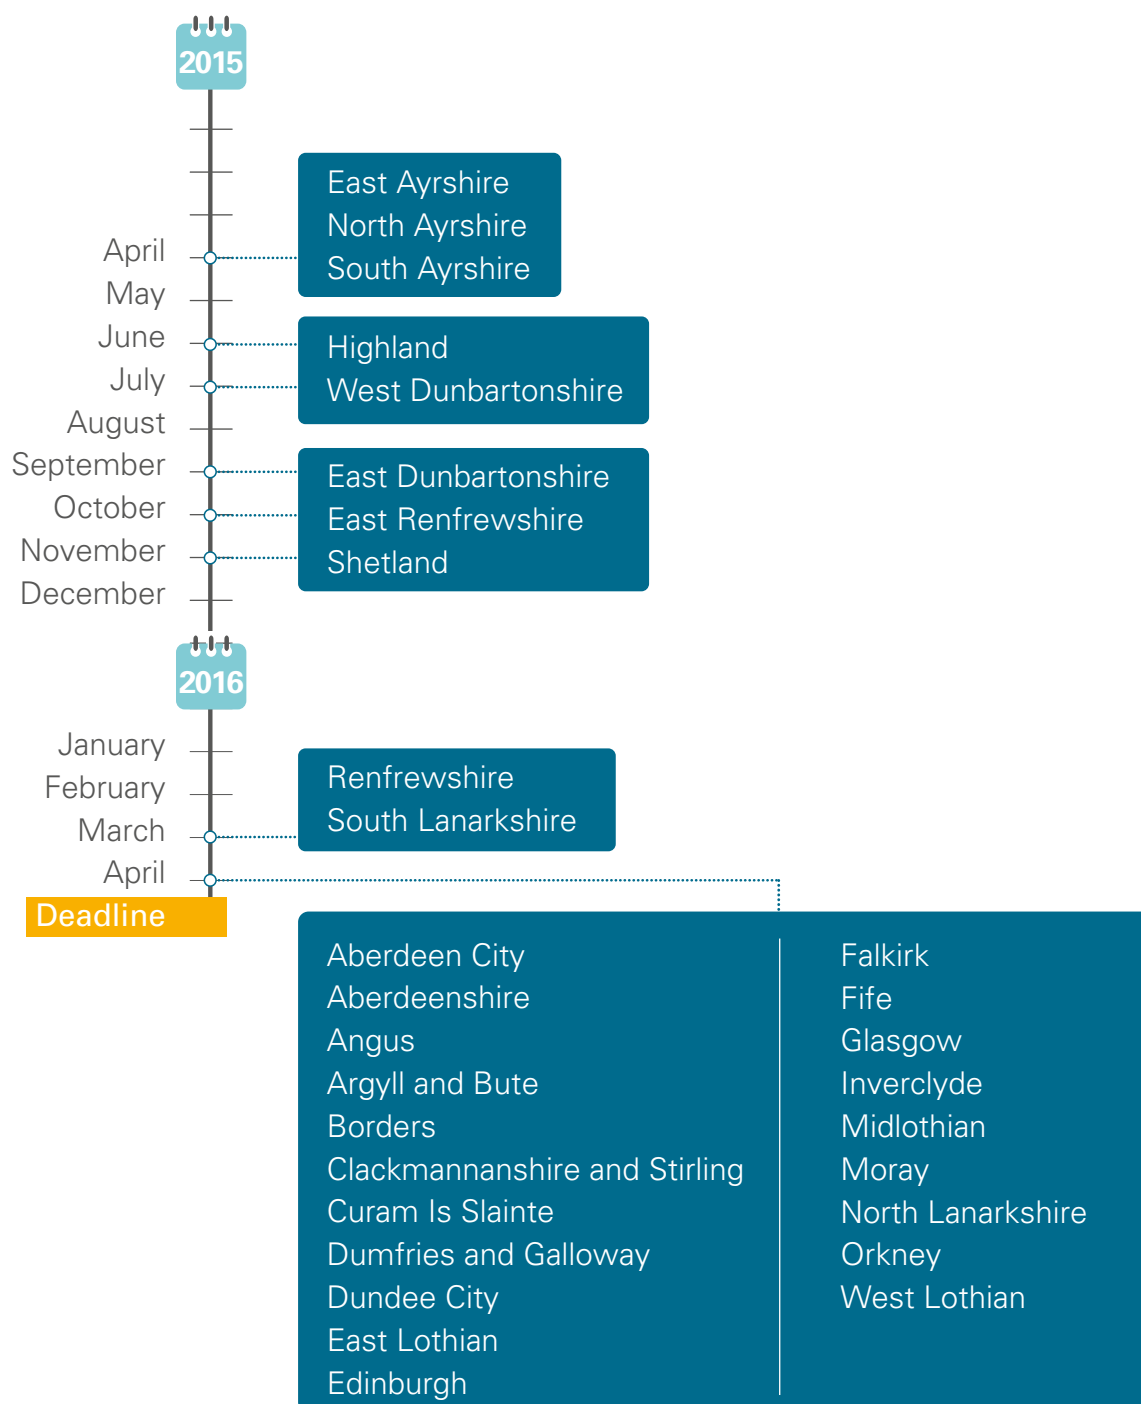 2015
East Ayrshire
North Ayrshire
April
South Ayrshire
May
June
Highland
July
West Dunbartonshire
August
September
East Dunbartonshire
October
East Renfrewshire
November
Shetland
December
2016
January
Renfrewshire
February
South Lanarkshire
March
April
Deadline
Aberdeen City
Aberdeenshire
Angus
Argyll and Bute
Borders
Clackmannanshire and Stirling
Curam Is Slainte
Dumfries and Galloway
Dundee City
East Lothian
Edinburgh
Falkirk
Fife
Glasgow
Inverclyde
Midlothian
Moray
North Lanarkshire
Orkney
West Lothian